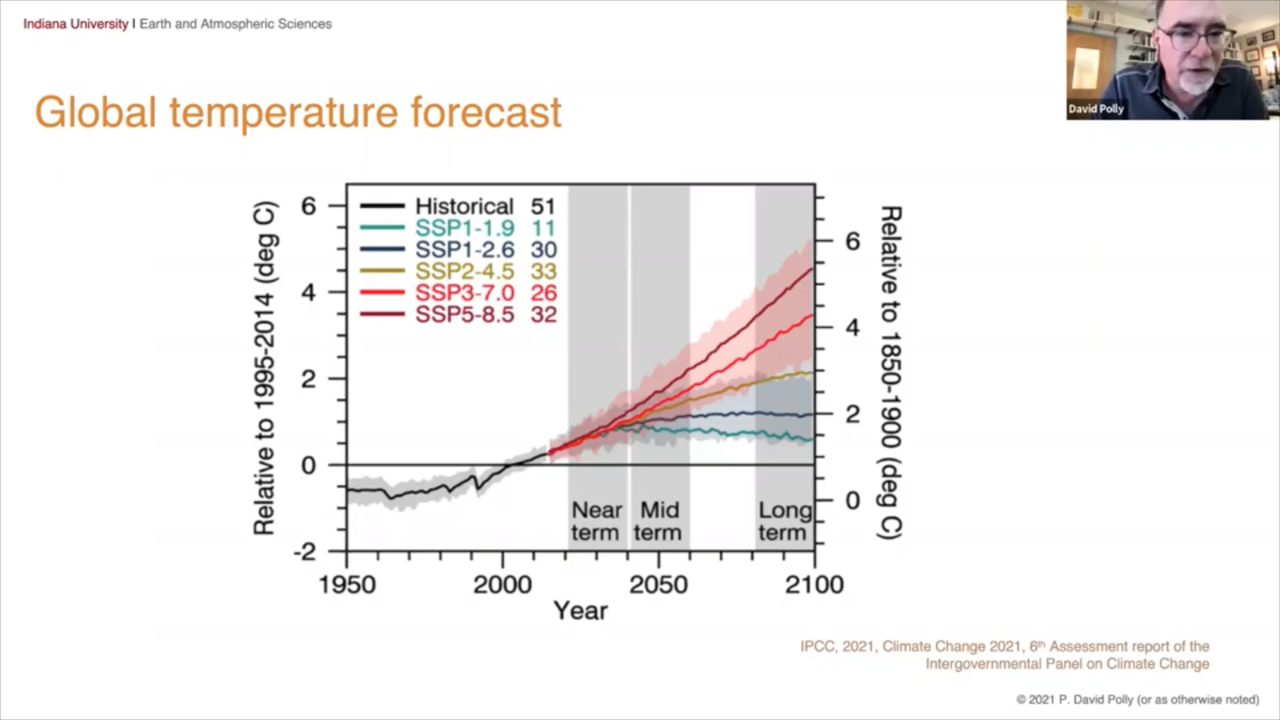 Indiana University I Earth and Atmospheric Sciences
David Polly
Global temperature forecast
Relative to 1995-2014 (deg C)
6
4
2
0
-2
Historical 51
SSP1-1.9 11
SSP1-2.6 30
SSP2-4.5 33
SSP3-7.0 26
SSP5-8.5 32
Near
term
Mid
term
Long
term
6
4
2
0
Relative to 1850-1900 (deg C)
1950 2000 2050 2100
Year
IPCC, 2021, Climate Change 2021, 6th Assessment report of the
Intergovernmental Panel on Climate Change
© 2021 P. David Polly (or as otherwise noted)